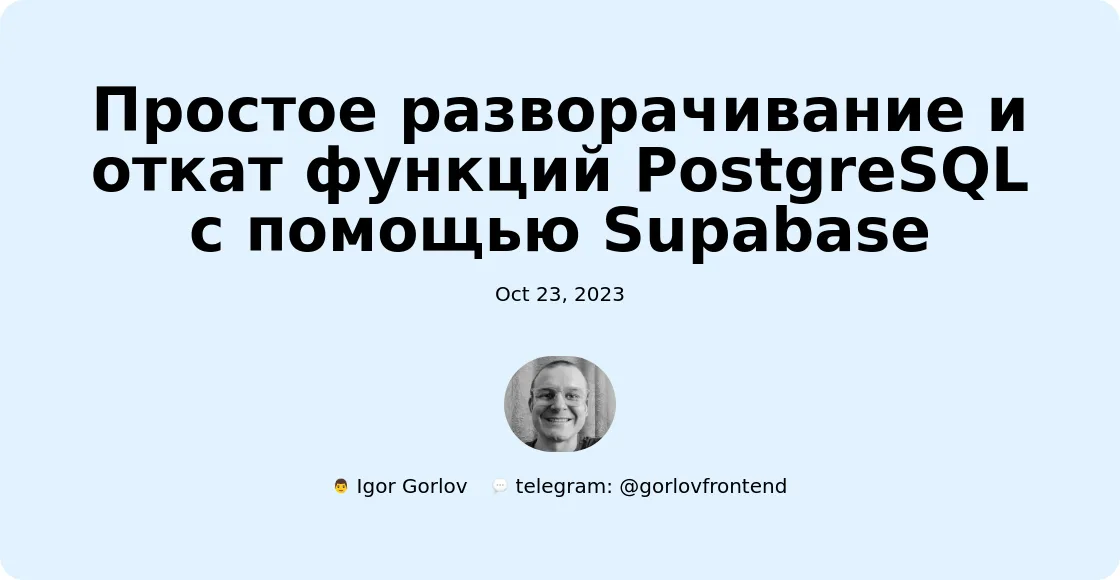 Простое разворачивание и
откат функций PostgreSQL
с помощью Supabase
Oct 23, 2023
Igor Gorlov telegram: @gorlovfrontend